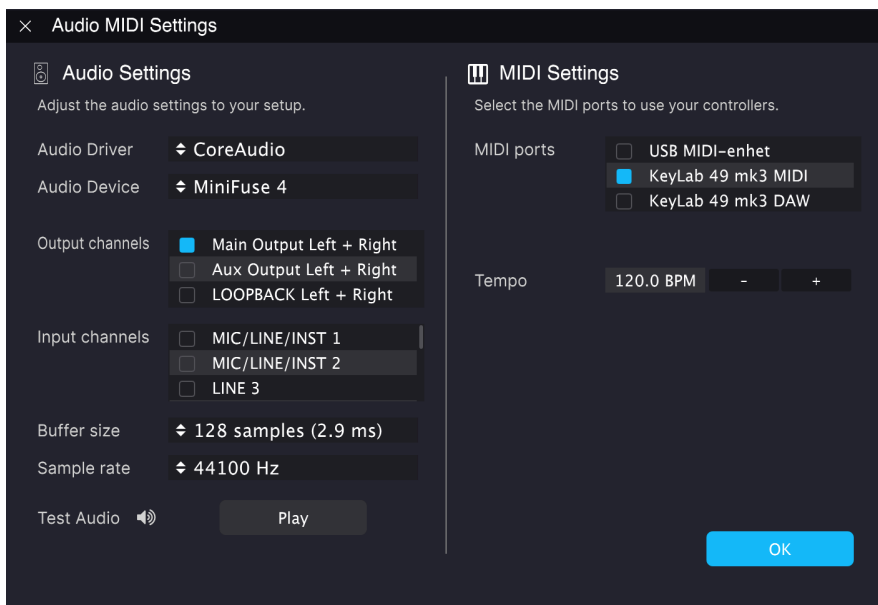 Audio MIDI Settings
Audio Settings
Adjust the audio settings to your setup.
Audio Driver CoreAudio
Audio Device MiniFuse 4
Output channels Main Output Left + Right
Aux Output Left + Right
LOOPBACK Left + Right
Input channels MIC/LINE/INST 1
MIC/LINE/INST 2
LINE 3
Buffer size 128 samples (2.9 ms)
Sample rate 44100 Hz
Test Audio Play
MIDI Settings
Select the MIDI ports to use your controllers.
MIDI ports USB MIDI-enhet
KeyLab 49 mk3 MIDI
KeyLab 49 mk3 DAW
Tempo 120.0 BPM - +
OK